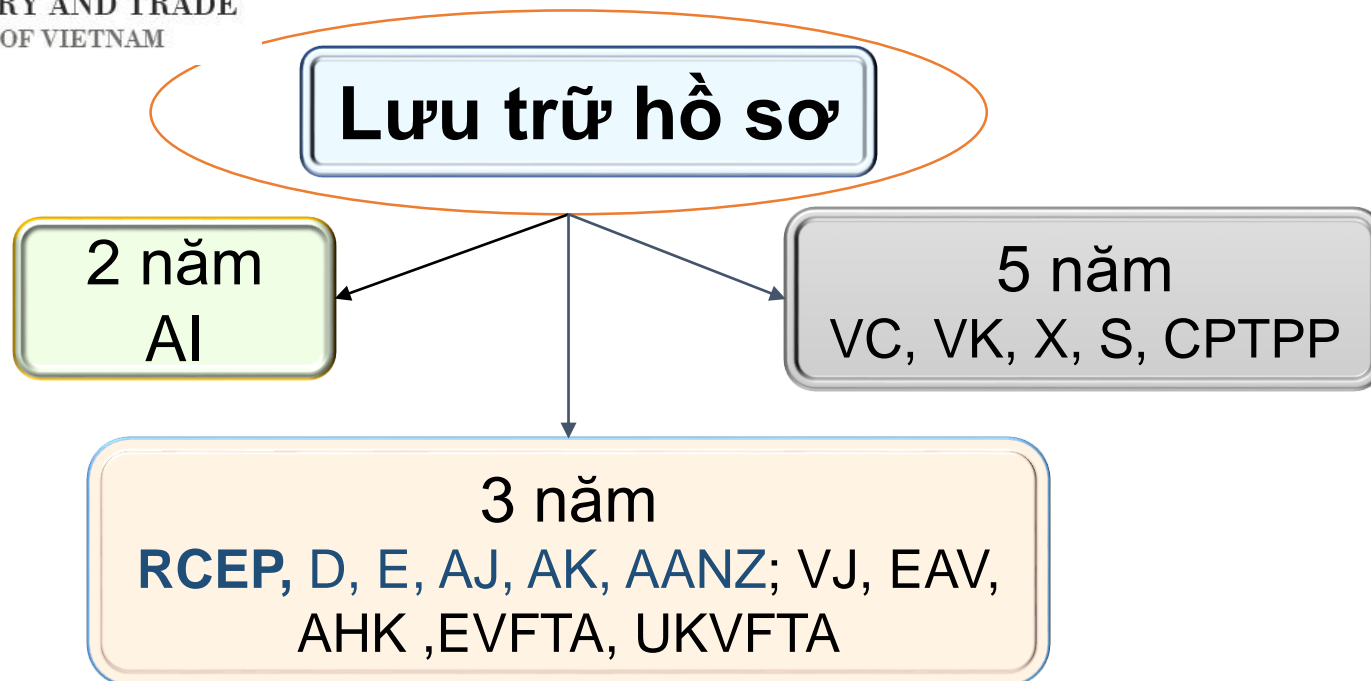 RY AND TRADE
OF VIETNAM
Lưu trữ hồ sơ
2 năm
AI
5 năm
VC, VK, X, S, CPTPP
3 năm
RCEP, D, E, AJ, AK, AANZ; VJ, EAV,
AHK ,EVFTA, UKVFTA